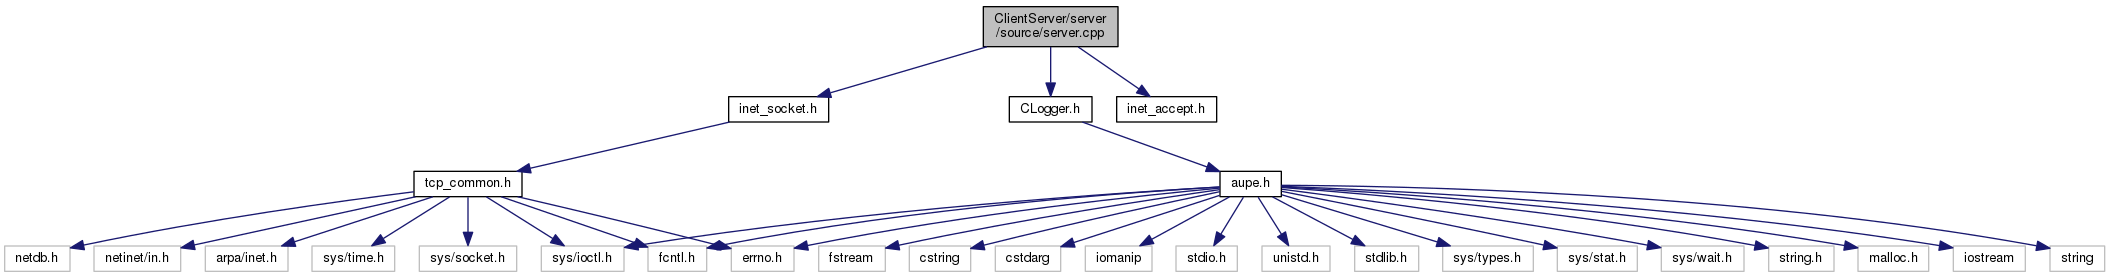 ClientServer/server
/source/server.cpp
inet_socket.h
CLogger.h
inet_accept.h
tcp_common.h
aupe.h
netdb.h
netinet/in.h
arpa/inet.h
sys/time.h
sys/socket.h
sys/ioctl.h
fcntl.h
errno.h
fstream
cstring
cstdarg
iomanip
stdio.h
unistd.h
stdlib.h
sys/types.h
sys/stat.h
sys/wait.h
string.h
malloc.h
iostream
string